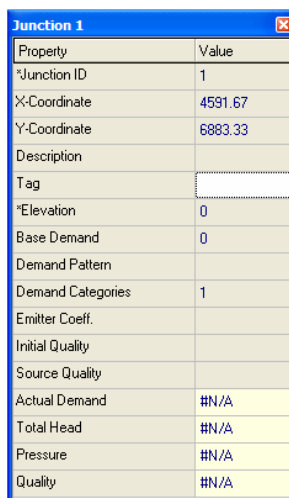 Junction 1
Property Value
*Junction ID 1
X-Coordinate 4591.67
Y-Coordinate 6883.33
Description
Tag
*Elevation 0
Base Demand 0
Demand Pattern
Demand Categories 1
Emitter Coeff.
Initial Quality
Source Quality
Actual Demand #N/A
Total Head #N/A
Pressure #N/A
Quality #N/A